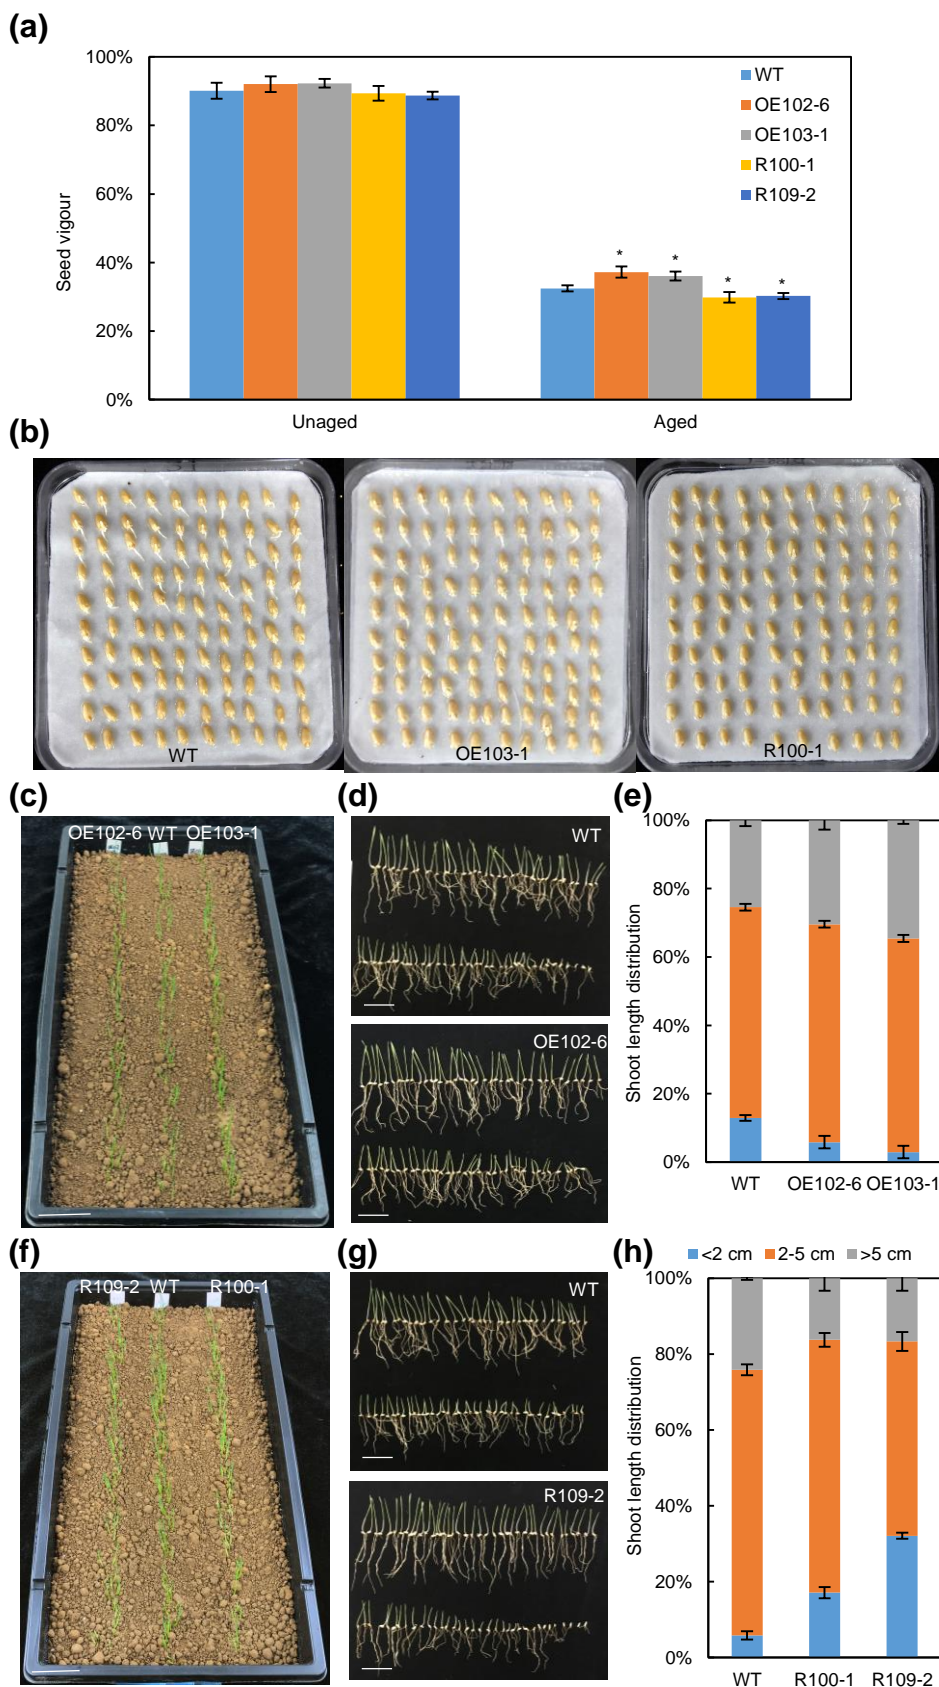 (a)
100%
80%
60%
40%
20%
0%
Seed vigour
WT
OE102-6
OE103-1
R100-1
R109-2
* * * *
Unaged Aged
(b)
WT OE103-1 R100-1
(c) (d) (e)
OE102-6 WT OE103-1
WT
OE102-6
100%
80%
60%
40%
20%
0%
Shoot length distribution
WT OE102-6 OE103-1
(f) (g) (h)
<2 cm 2-5 cm >5 cm
R109-2 WT R100-1
WT
R109-2
100%
80%
60%
40%
20%
0%
Shoot length distribution
WT R100-1 R109-2